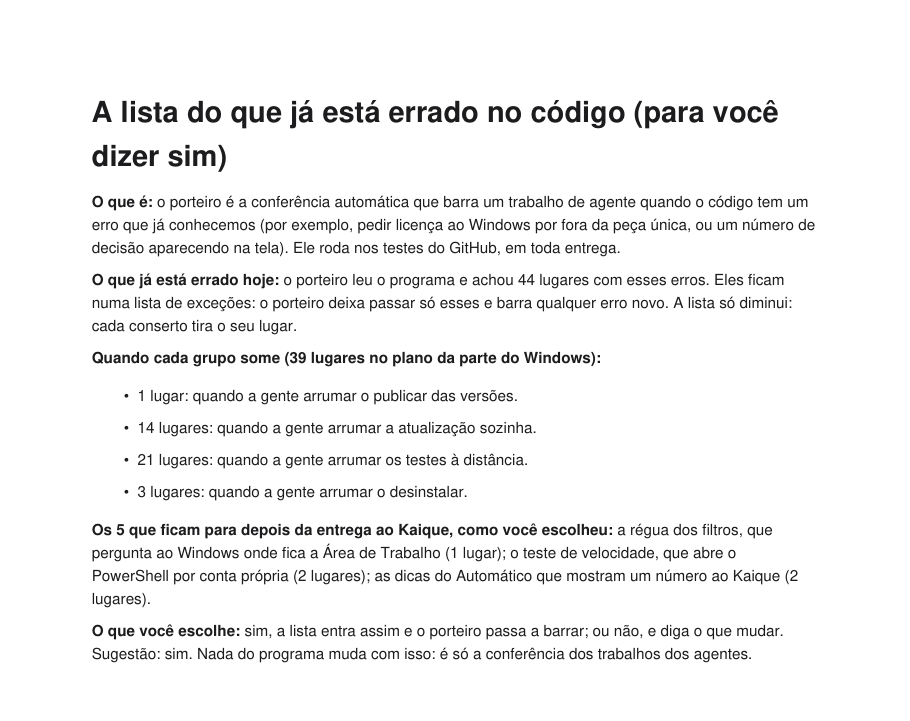 A lista do que já está errado no código (para você
dizer sim)
O que é: o porteiro é a conferência automática que barra um trabalho de agente quando o código tem um
erro que já conhecemos (por exemplo, pedir licença ao Windows por fora da peça única, ou um número de
decisão aparecendo na tela). Ele roda nos testes do GitHub, em toda entrega.
O que já está errado hoje: o porteiro leu o programa e achou 44 lugares com esses erros. Eles ficam
numa lista de exceções: o porteiro deixa passar só esses e barra qualquer erro novo. A lista só diminui:
cada conserto tira o seu lugar.
Quando cada grupo some (39 lugares no plano da parte do Windows):
• 1 lugar: quando a gente arrumar o publicar das versões.
• 14 lugares: quando a gente arrumar a atualização sozinha.
• 21 lugares: quando a gente arrumar os testes à distância.
• 3 lugares: quando a gente arrumar o desinstalar.
Os 5 que ficam para depois da entrega ao Kaique, como você escolheu: a régua dos filtros, que
pergunta ao Windows onde fica a Área de Trabalho (1 lugar); o teste de velocidade, que abre o
PowerShell por conta própria (2 lugares); as dicas do Automático que mostram um número ao Kaique (2
lugares).
O que você escolhe: sim, a lista entra assim e o porteiro passa a barrar; ou não, e diga o que mudar.
Sugestão: sim. Nada do programa muda com isso: é só a conferência dos trabalhos dos agentes.